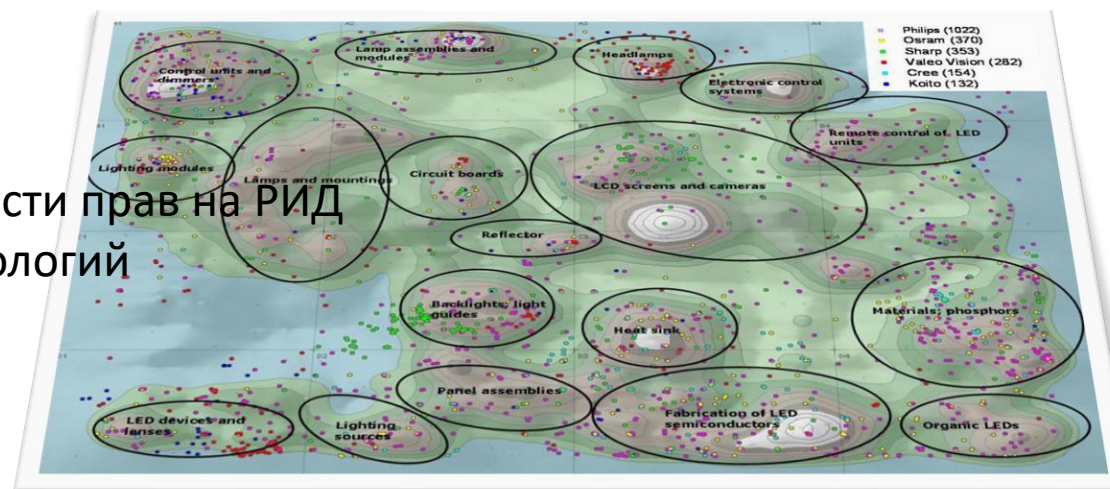 Philips (1022)
Osram (370)
Sharp (353)
Valeo Vision (282)
Cree (154)
Koito (132)
Lamp assemblies and
modules
Headlamps
Control units and
dimmers
Electronic control
systems
Remote control of LED
units
Lighting modules
Lamps and mountings
Circuit boards
LCD screens and cameras
сти прав на РИД
Reflector
ологий
Backlights; light
guides
Heat sink
Materials; phosphors
Panel assemblies
LED devices and
lenses
Lighting
sources
Fabrication of LED
semiconductors
Organic LEDs